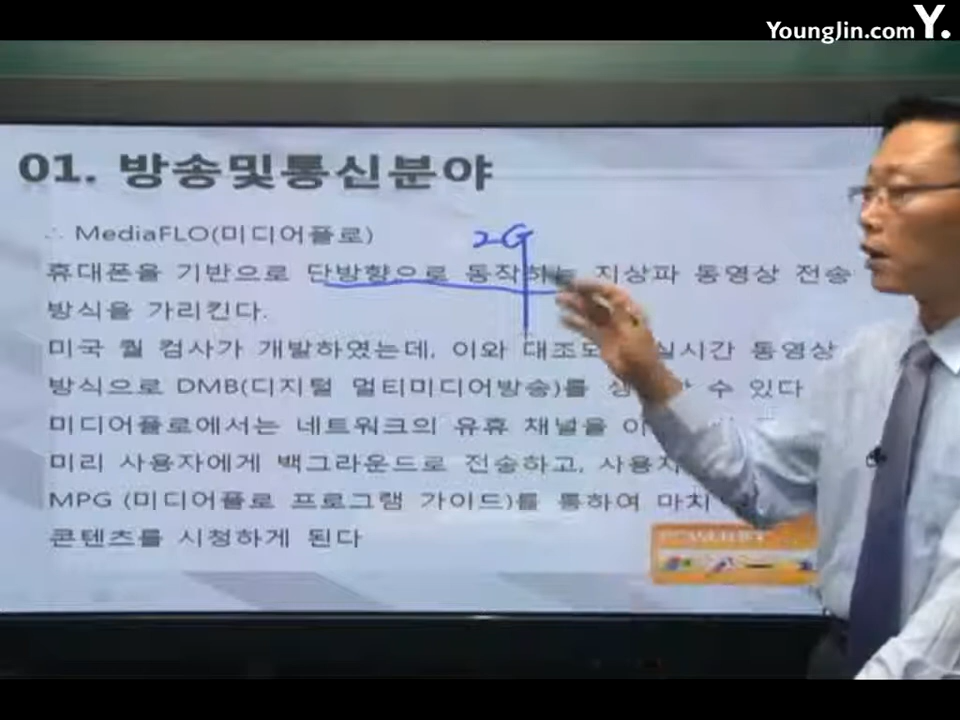 YoungJin.com Y.
01. 방송및통신분야
∴ MediaFLO(미디어플로)
2G
휴대폰을 기반으로 단방향으로 동작하는 지상파 동영상 전송
방식을 가리킨다.
미국 퀄 컴사가 개발하였는데, 이와 대조되 실시간 동영상
방식으로 DMB(디지털 멀티미디어방송)를 생 수 있다
미디어플로에서는 네트워크의 유휴 채널을 이
미리 사용자에게 백그라운드로 전송하고, 사용자
MPG (미디어플로 프로그램 가이드)를 통하여 마치
콘텐츠를 시청하게 된다